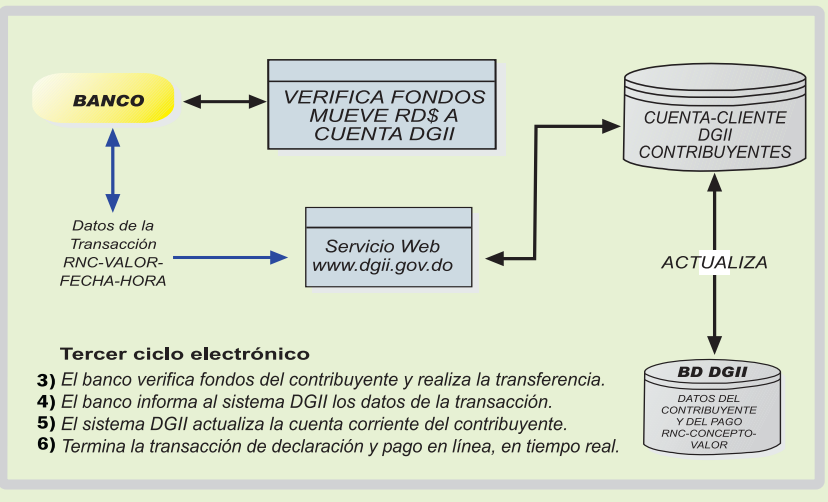 BANCO
VERIFICA FONDOS
MUEVE RD$ A
CUENTA DGII
CUENTA-CLIENTE
DGII
CONTRIBUYENTES
Datos de la
Transacción
RNC-VALOR-
FECHA-HORA
Servicio Web
www.dgii.gov.do
ACTUALIZA
BD DGII
DATOS DEL
CONTRIBUYENTE
Y DEL PAGO
RNC-CONCEPTO-
VALOR
Tercer ciclo electrónico
3) El banco verifica fondos del contribuyente y realiza la transferencia.
4) El banco informa al sistema DGII los datos de la transacción.
5) El sistema DGII actualiza la cuenta corriente del contribuyente.
6) Termina la transacción de declaración y pago en línea, en tiempo real.